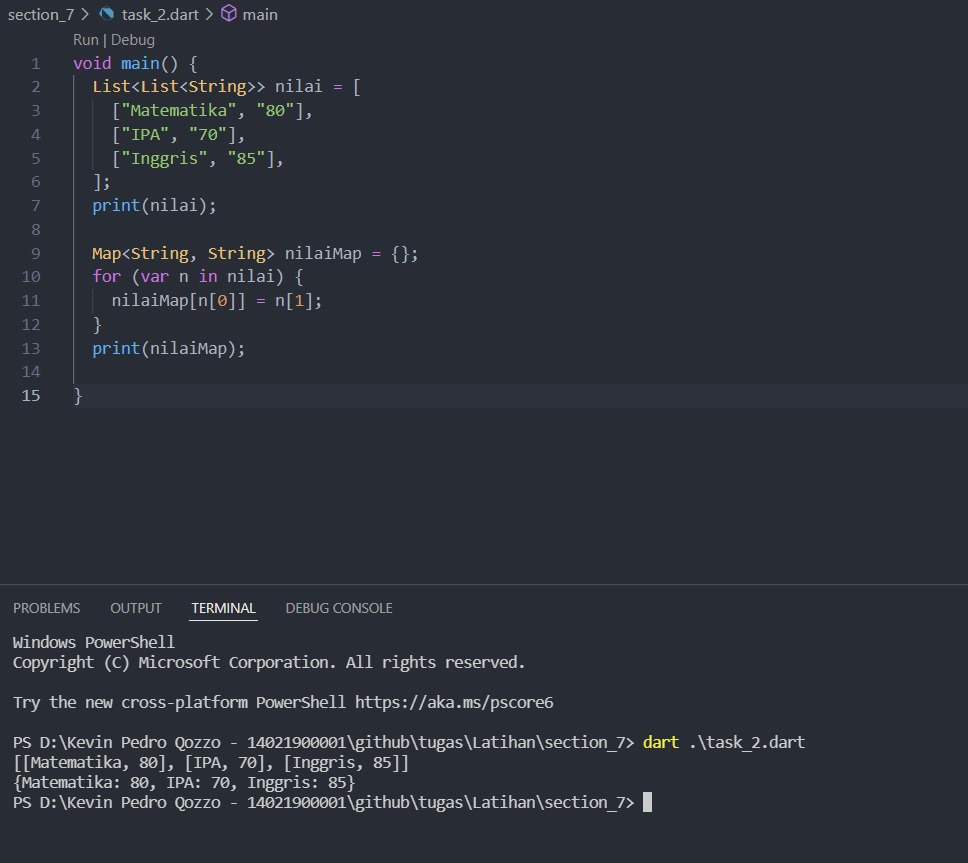 section_7 > task_2.dart > main
Run | Debug
1 void main() {
2   List<List<String>> nilai = [
3     ["Matematika", "80"],
4     ["IPA", "70"],
5     ["Inggris", "85"],
6   ];
7   print(nilai);
8
9   Map<String, String> nilaiMap = {};
10   for (var n in nilai) {
11     nilaiMap[n[0]] = n[1];
12   }
13   print(nilaiMap);
14
15 }
PROBLEMS OUTPUT TERMINAL DEBUG CONSOLE
Windows PowerShell
Copyright (C) Microsoft Corporation. All rights reserved.
Try the new cross-platform PowerShell https://aka.ms/pscore6
PS D:\Kevin Pedro Qozzo - 14021900001\github\tugas\Latihan\section_7> dart .\task_2.dart
[[Matematika, 80], [IPA, 70], [Inggris, 85]]
{Matematika: 80, IPA: 70, Inggris: 85}
PS D:\Kevin Pedro Qozzo - 14021900001\github\tugas\Latihan\section_7>